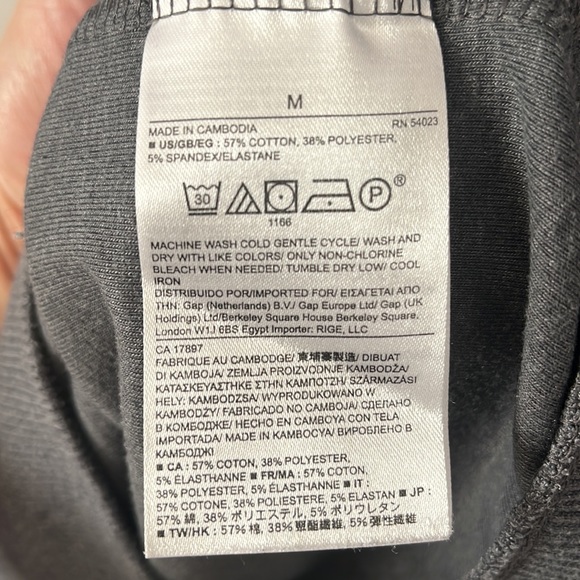 M
MADE IN CAMBODIA RN 54023
■ US/GB/EG : 57% COTTON, 38% POLYESTER,
5% SPANDEX/ELASTANE
30 P ®
1166
MACHINE WASH COLD GENTLE CYCLE/ WASH AND
DRY WITH LIKE COLORS/ ONLY NON-CHLORINE
BLEACH WHEN NEEDED/ TUMBLE DRY LOW/ COOL
IRON
DISTRIBUIDO POR/IMPORTED FOR/ ΕΙΣΑΓΕΤΑΙ ΑΠΟ
ΤΗΝ: Gap (Netherlands) B.V./ Gap Europe Ltd/ Gap (UK
Holdings) Ltd/Berkeley Square House Berkeley Square,
London W1J 6BS Egypt Importer: RIGE, LLC
CA 17897
FABRIQUE AU CAMBODGE/ 柬埔寨製造/ DIBUAT
DI KAMBOJA/ ZEMLJA PROIZVODNJE KAMBODŽA/
ΚΑΤΑΣΚΕΥΑΣΤΗΚΕ ΣΤΗΝ ΚΑΜΠΟΤΖΗ/ SZÁRMAZÁSI
HELY: KAMBODZSA/ WYPRODUKOWANO W
KAMBODŻY/ FABRICADO NO CAMBOJA/ СДЕЛАНО
В КОМБОДЖЕ/ HECHO EN CAMBOYA CON TELA
IMPORTADA/ MADE IN KAMBOÇYA/ ВИРОБЛЕНО В
КАМБОДЖІ
■ CA : 57% COTON, 38% POLYESTER,
5% ÉLASTHANNE ■ FR/MA : 57% COTON,
38% POLYESTER, 5% ÉLASTHANNE ■ IT :
57% COTONE, 38% POLIESTERE, 5% ELASTAN ■ JP :
57% 綿, 38% ポリエステル, 5% ポリウレタン
■ TW/HK : 57% 棉, 38% 聚酯纖維, 5% 彈性纖維